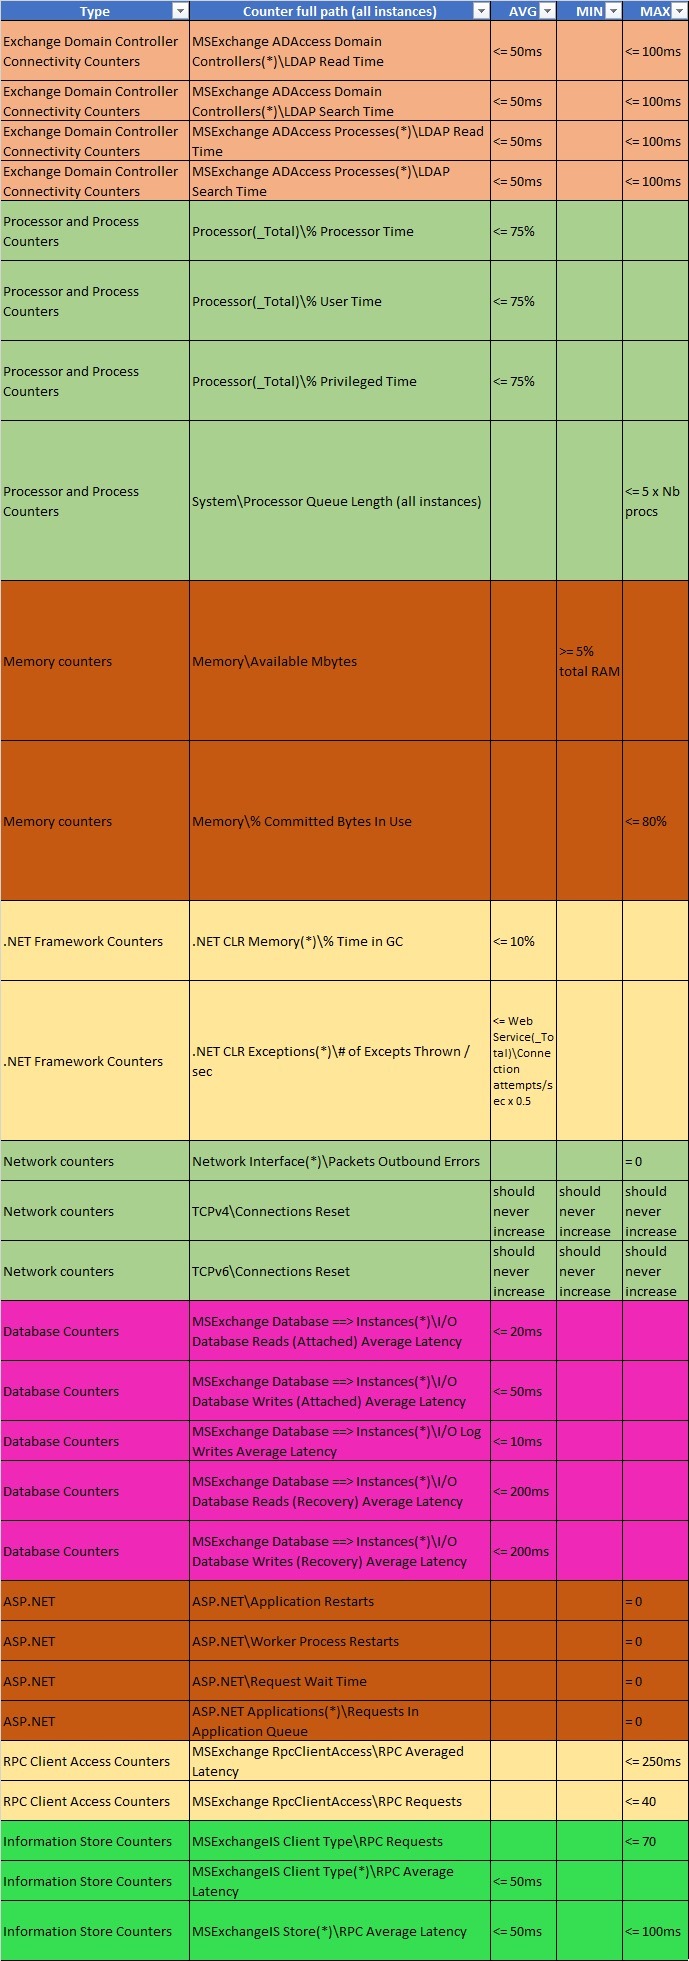 Type Counter full path (all instances) AVG MIN MAX
Exchange Domain Controller
Connectivity Counters
MSExchange ADAccess Domain
Controllers(*)\LDAP Read Time
<= 50ms
<= 100ms
Exchange Domain Controller
Connectivity Counters
MSExchange ADAccess Domain
Controllers(*)\LDAP Search Time
<= 50ms
<= 100ms
Exchange Domain Controller
Connectivity Counters
MSExchange ADAccess Processes(*)\LDAP Read
Time
<= 50ms
<= 100ms
Exchange Domain Controller
Connectivity Counters
MSExchange ADAccess Processes(*)\LDAP
Search Time
<= 50ms
<= 100ms
Processor and Process
Counters
Processor(_Total)\% Processor Time
<= 75%
Processor and Process
Counters
Processor(_Total)\% User Time
<= 75%
Processor and Process
Counters
Processor(_Total)\% Privileged Time
<= 75%
Processor and Process
Counters
System\Processor Queue Length (all instances)
<= 5 x Nb
procs
Memory counters
Memory\Available Mbytes
>= 5%
total RAM
Memory counters
Memory\% Committed Bytes In Use
<= 80%
.NET Framework Counters
.NET CLR Memory(*)\% Time in GC
<= 10%
.NET Framework Counters
.NET CLR Exceptions(*)\# of Excepts Thrown /
sec
<= Web
Service(_To
tal)\Conne
ction
attempts/s
ec x 0.5
Network counters
Network Interface(*)\Packets Outbound Errors
= 0
Network counters
TCPv4\Connections Reset
should
never
increase
should
never
increase
should
never
increase
Network counters
TCPv6\Connections Reset
should
never
increase
should
never
increase
should
never
increase
Database Counters
MSExchange Database ==> Instances(*)\I/O
Database Reads (Attached) Average Latency
<= 20ms
Database Counters
MSExchange Database ==> Instances(*)\I/O
Database Writes (Attached) Average Latency
<= 50ms
Database Counters
MSExchange Database ==> Instances(*)\I/O Log
Writes Average Latency
<= 10ms
Database Counters
MSExchange Database ==> Instances(*)\I/O
Database Reads (Recovery) Average Latency
<= 200ms
Database Counters
MSExchange Database ==> Instances(*)\I/O
Database Writes (Recovery) Average Latency
<= 200ms
ASP.NET
ASP.NET\Application Restarts
= 0
ASP.NET
ASP.NET\Worker Process Restarts
= 0
ASP.NET
ASP.NET\Request Wait Time
= 0
ASP.NET
ASP.NET Applications(*)\Requests In
Application Queue
= 0
RPC Client Access Counters
MSExchange RpcClientAccess\RPC Averaged
Latency
<= 250ms
RPC Client Access Counters
MSExchange RpcClientAccess\RPC Requests
<= 40
Information Store Counters
MSExchangeIS Client Type\RPC Requests
<= 70
Information Store Counters
MSExchangeIS Client Type(*)\RPC Average
Latency
<= 50ms
Information Store Counters
MSExchangeIS Store(*)\RPC Average Latency
<= 50ms
<= 100ms